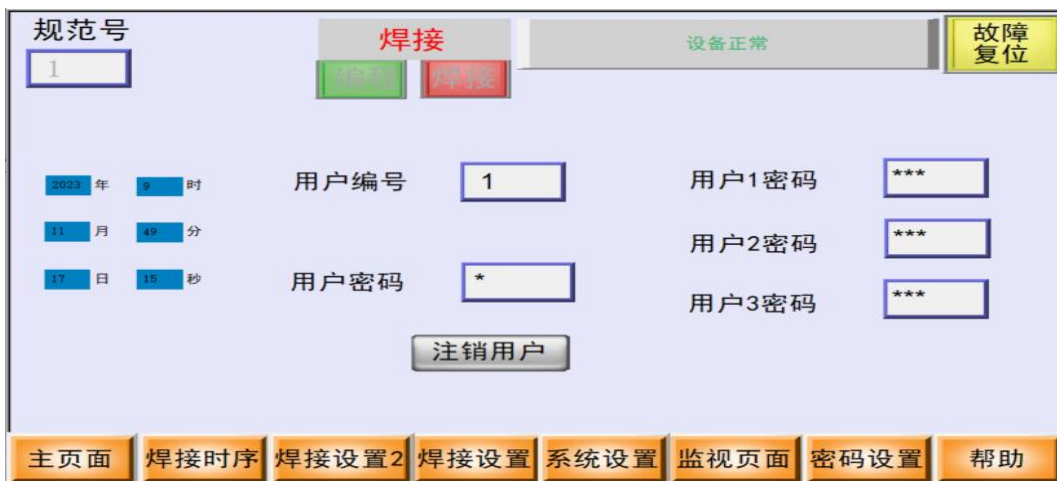 规范号
1
焊接
设备正常
故障
复位
编程
焊接
2023 年 9 时
用户编号 1
用户1密码 ***
11 月 49 分
用户2密码 ***
17 日 15 秒
用户密码 *
用户3密码 ***
注销用户
主页面 焊接时序 焊接设置2 焊接设置 系统设置 监视页面 密码设置 帮助